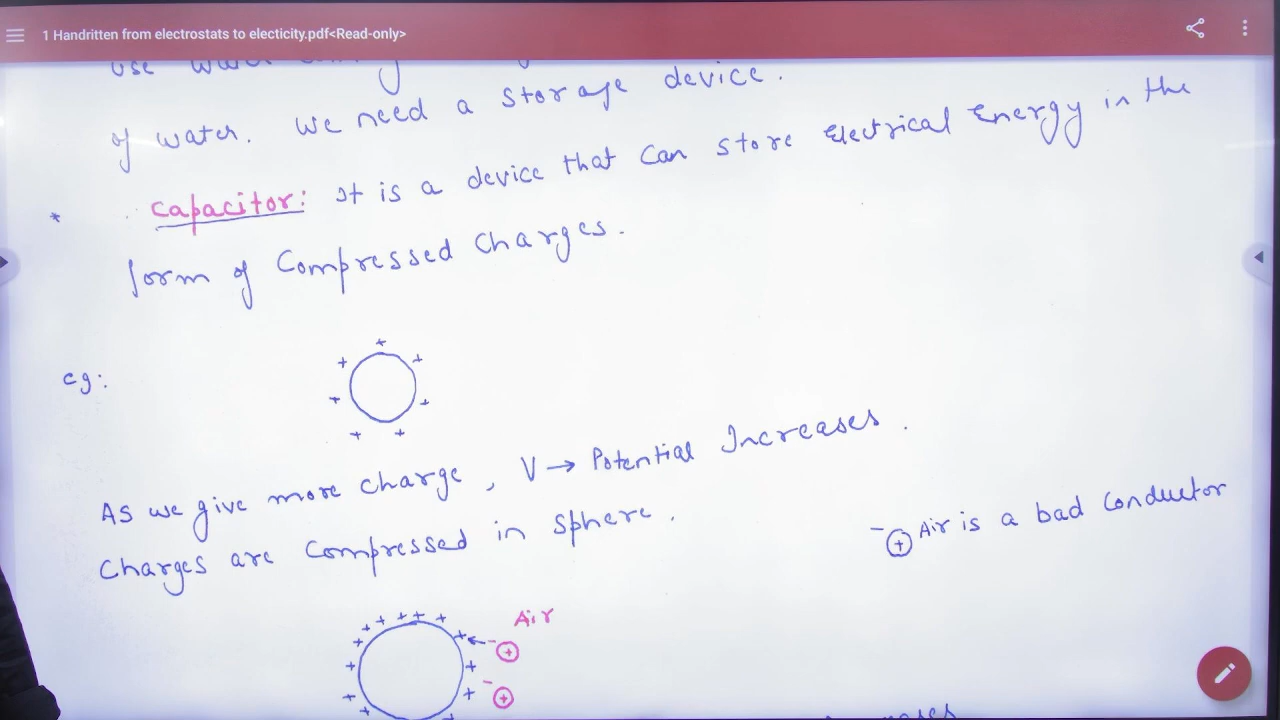 1 Handritten from electrostats to electicity.pdf<Read-only>
use
of water. We need a storage device.
* Capacitor: It is a device that can store Electrical Energy in the
form of Compressed Charges.
eg:
As we give more charge, V → Potential Increases.
Charges are compressed in sphere.
Air is a bad conductor
Air